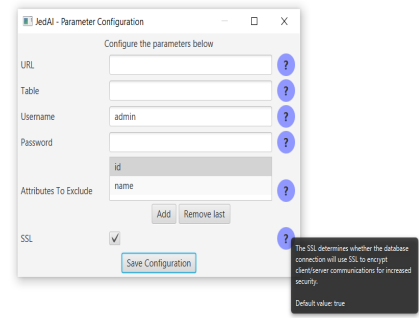 JedAI - Parameter Configuration
Configure the parameters below
URL
?
Table
?
Username
admin
?
Password
?
id
name
Attributes To Exclude
?
Add
Remove last
SSL
?
The SSL determines whether the database
connection will use SSL to encrypt
client/server communications for increased
security.
Default value: true
Save Configuration